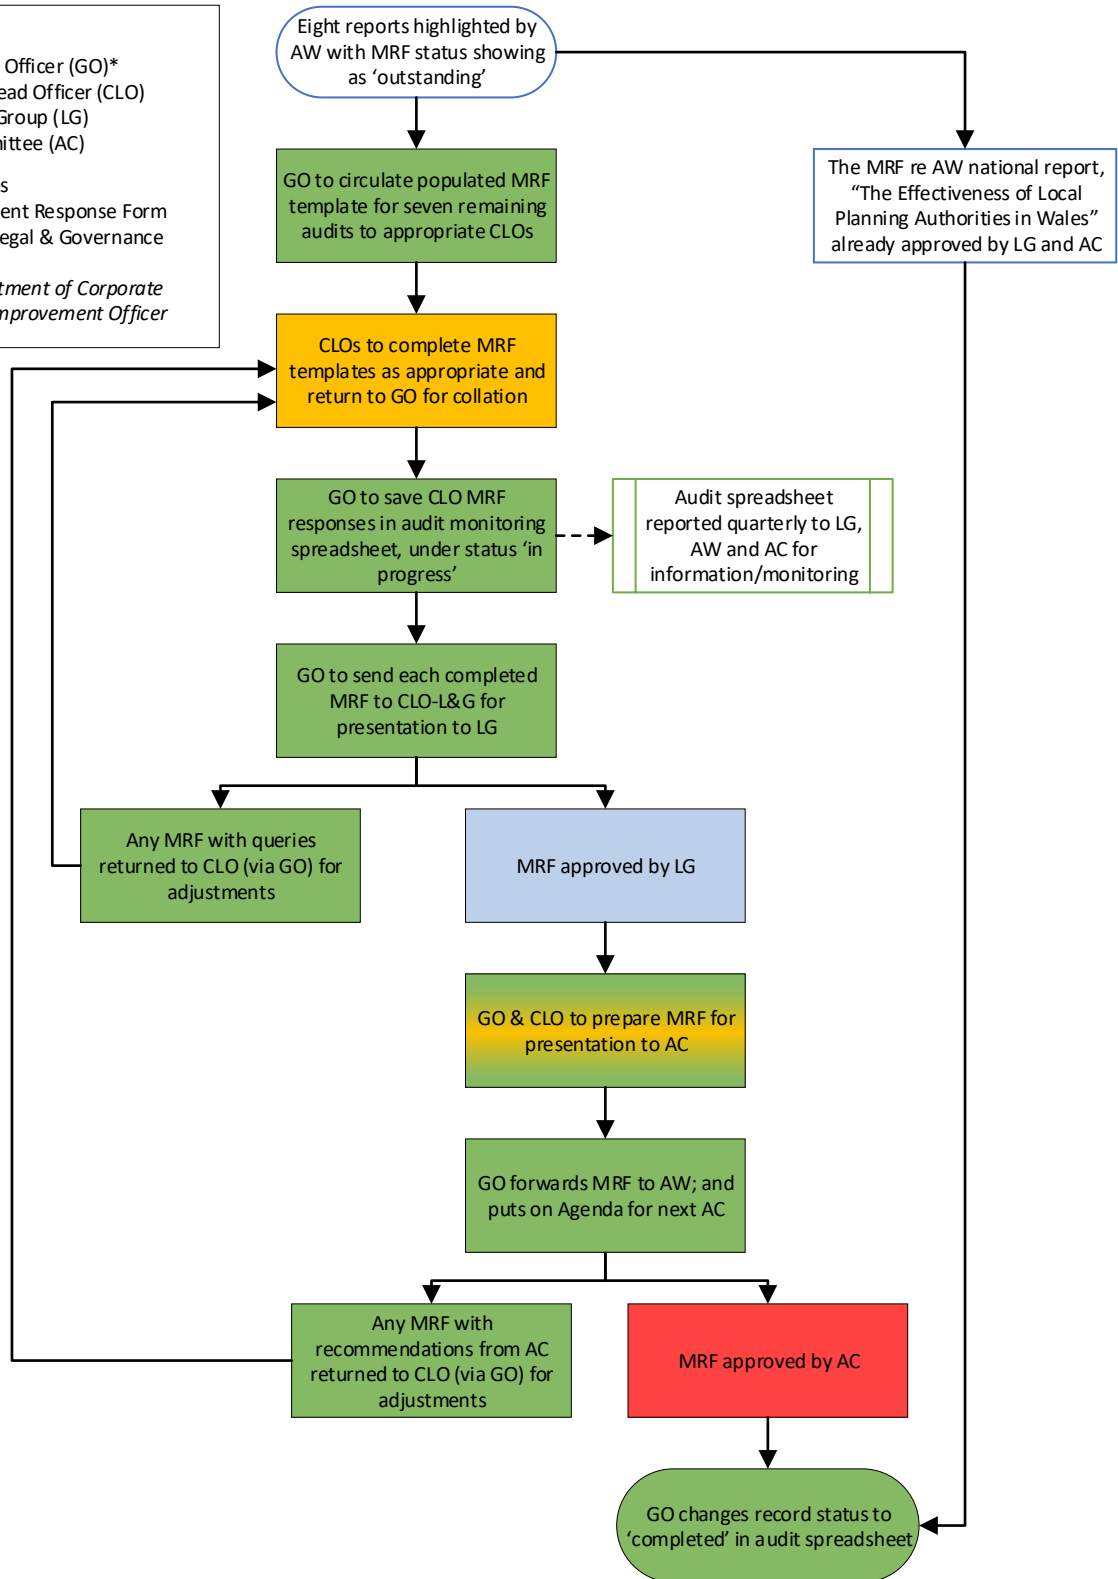 Officer (GO)*
ead Officer (CLO)
Group (LG)
mittee (AC)
s
ent Response Form
egal & Governance
tment of Corporate
mprovement Officer
Eight reports highlighted by
AW with MRF status showing
as ‘outstanding’
GO to circulate populated MRF
template for seven remaining
audits to appropriate CLOs
The MRF re AW national report,
“The Effectiveness of Local
Planning Authorities in Wales”
already approved by LG and AC
CLOs to complete MRF
templates as appropriate and
return to GO for collation
GO to save CLO MRF
responses in audit monitoring
spreadsheet, under status ‘in
progress’
Audit spreadsheet
reported quarterly to LG,
AW and AC for
information/monitoring
GO to send each completed
MRF to CLO-L&G for
presentation to LG
Any MRF with queries
returned to CLO (via GO) for
adjustments
MRF approved by LG
GO & CLO to prepare MRF for
presentation to AC
GO forwards MRF to AW; and
puts on Agenda for next AC
Any MRF with
recommendations from AC
returned to CLO (via GO) for
adjustments
MRF approved by AC
GO changes record status to
‘completed’ in audit spreadsheet